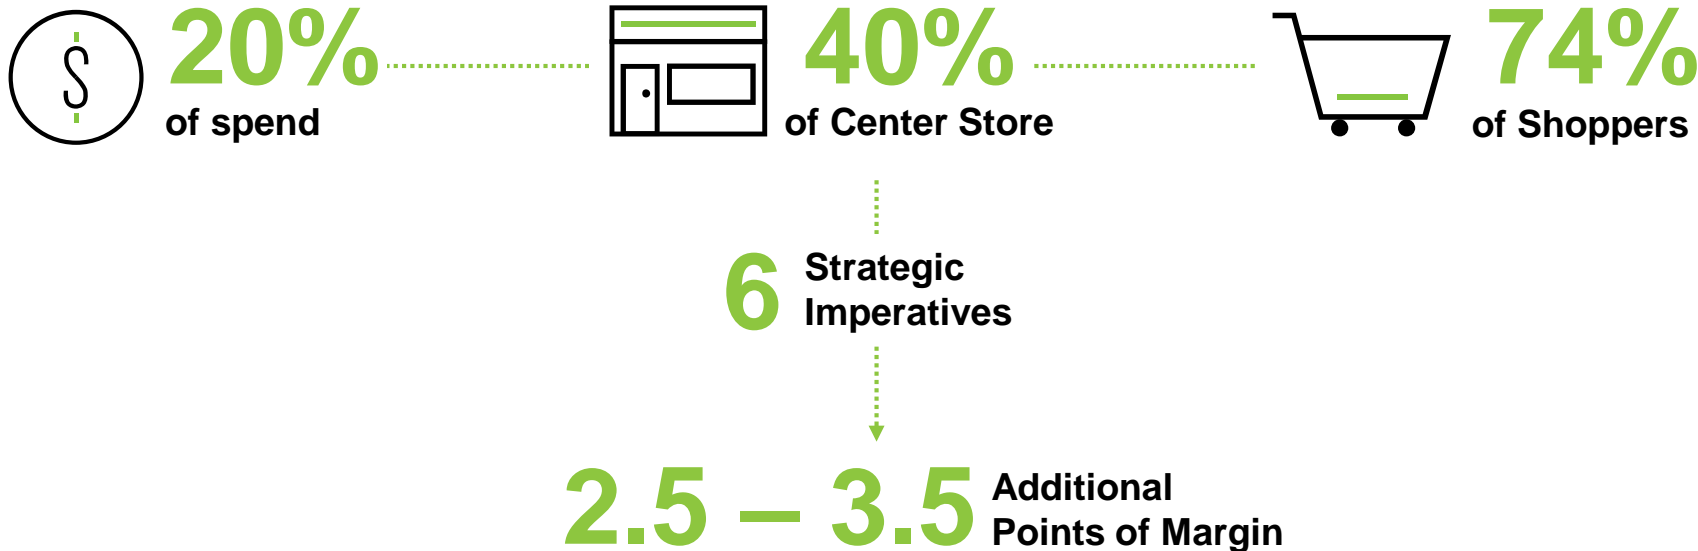 20%
of spend
40%
of Center Store
74%
of Shoppers
6
Strategic
Imperatives
2.5 – 3.5
Additional
Points of Margin